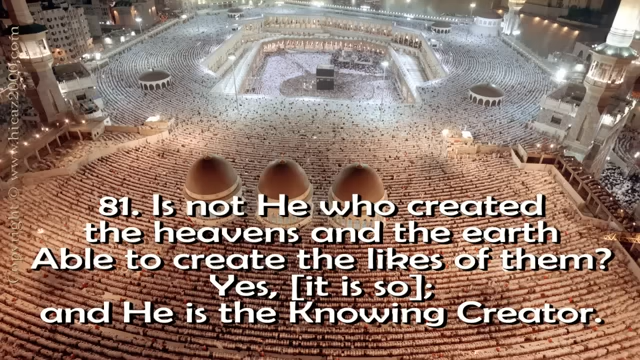 81. Is not He who created
the heavens and the earth
Able to create the likes of them?
Yes, [it is so];
and He is the Knowing Creator.